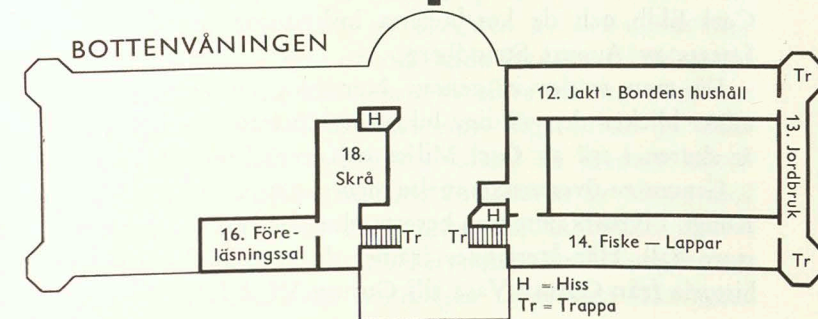 BOTTENVÅNINGEN
Tr
12. Jakt - Bondens hushåll
H
13. Jordbruk
18.
Skrå
H
16. Före-
läsningssal
Tr
Tr
14. Fiske — Lappar
Tr
H = Hiss
Tr = Trappa